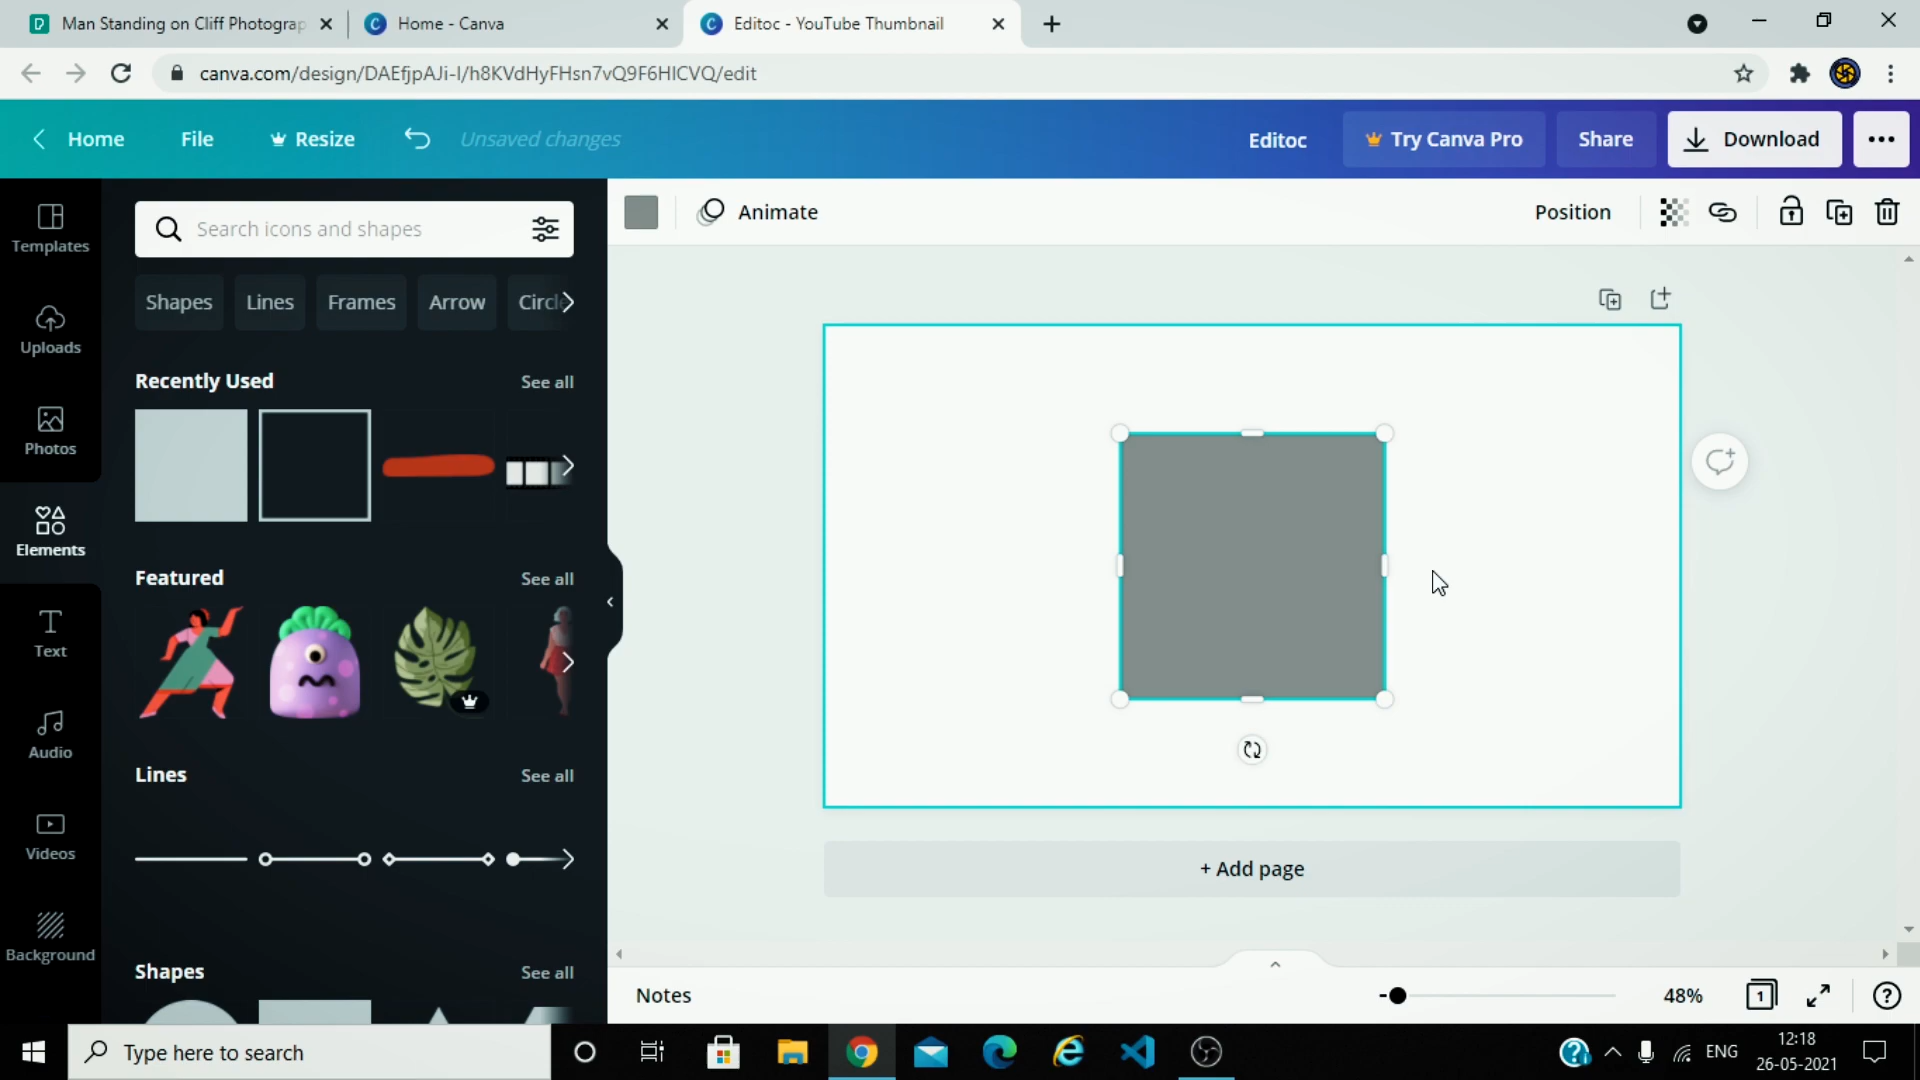 Man Standing on Cliff Photograp
Home - Canva
Editoc - YouTube Thumbnail
canva.com/design/DAEfjpAJi-I/h8KVdHyFHsn7vQ9F6HICVQ/edit
Home
File
Resize
Unsaved changes
Editoc
Try Canva Pro
Share
Download
Templates
Uploads
Photos
Elements
Text
Audio
Videos
Background
Search icons and shapes
Shapes
Lines
Frames
Arrow
Circle
Recently Used
See all
Featured
See all
Lines
See all
Shapes
See all
Animate
Position
+ Add page
Notes
48%
1
Type here to search
ENG
12:18
26-05-2021